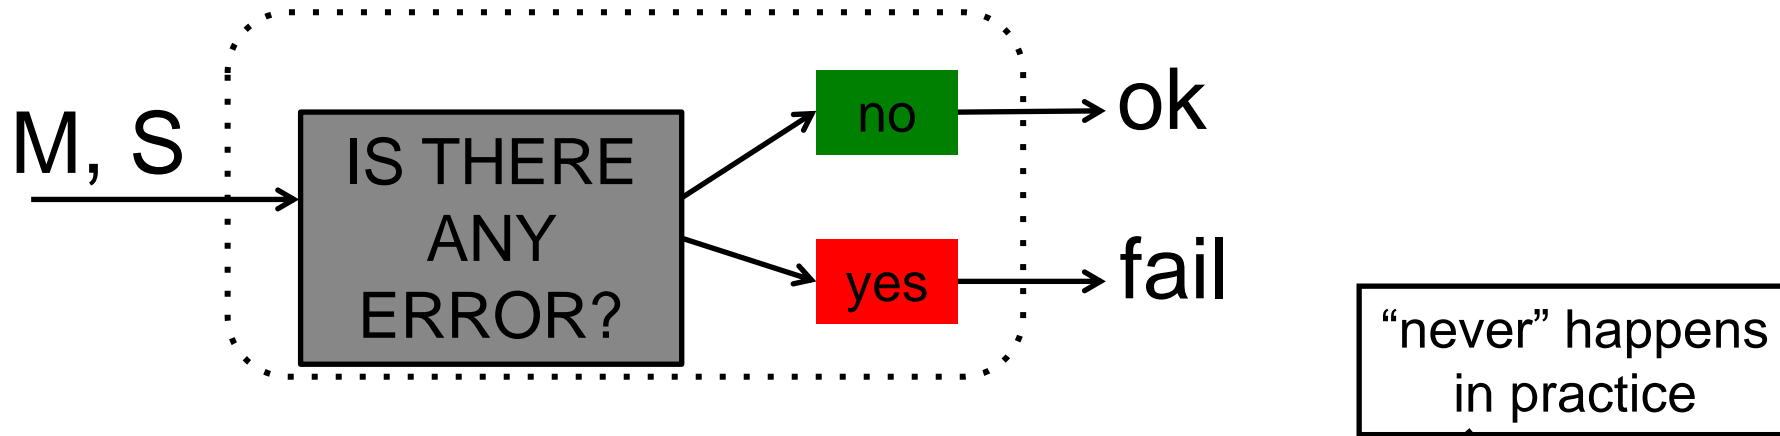 M, S
IS THERE
ANY
ERROR?
no
ok
yes
fail
“never” happens
in practice